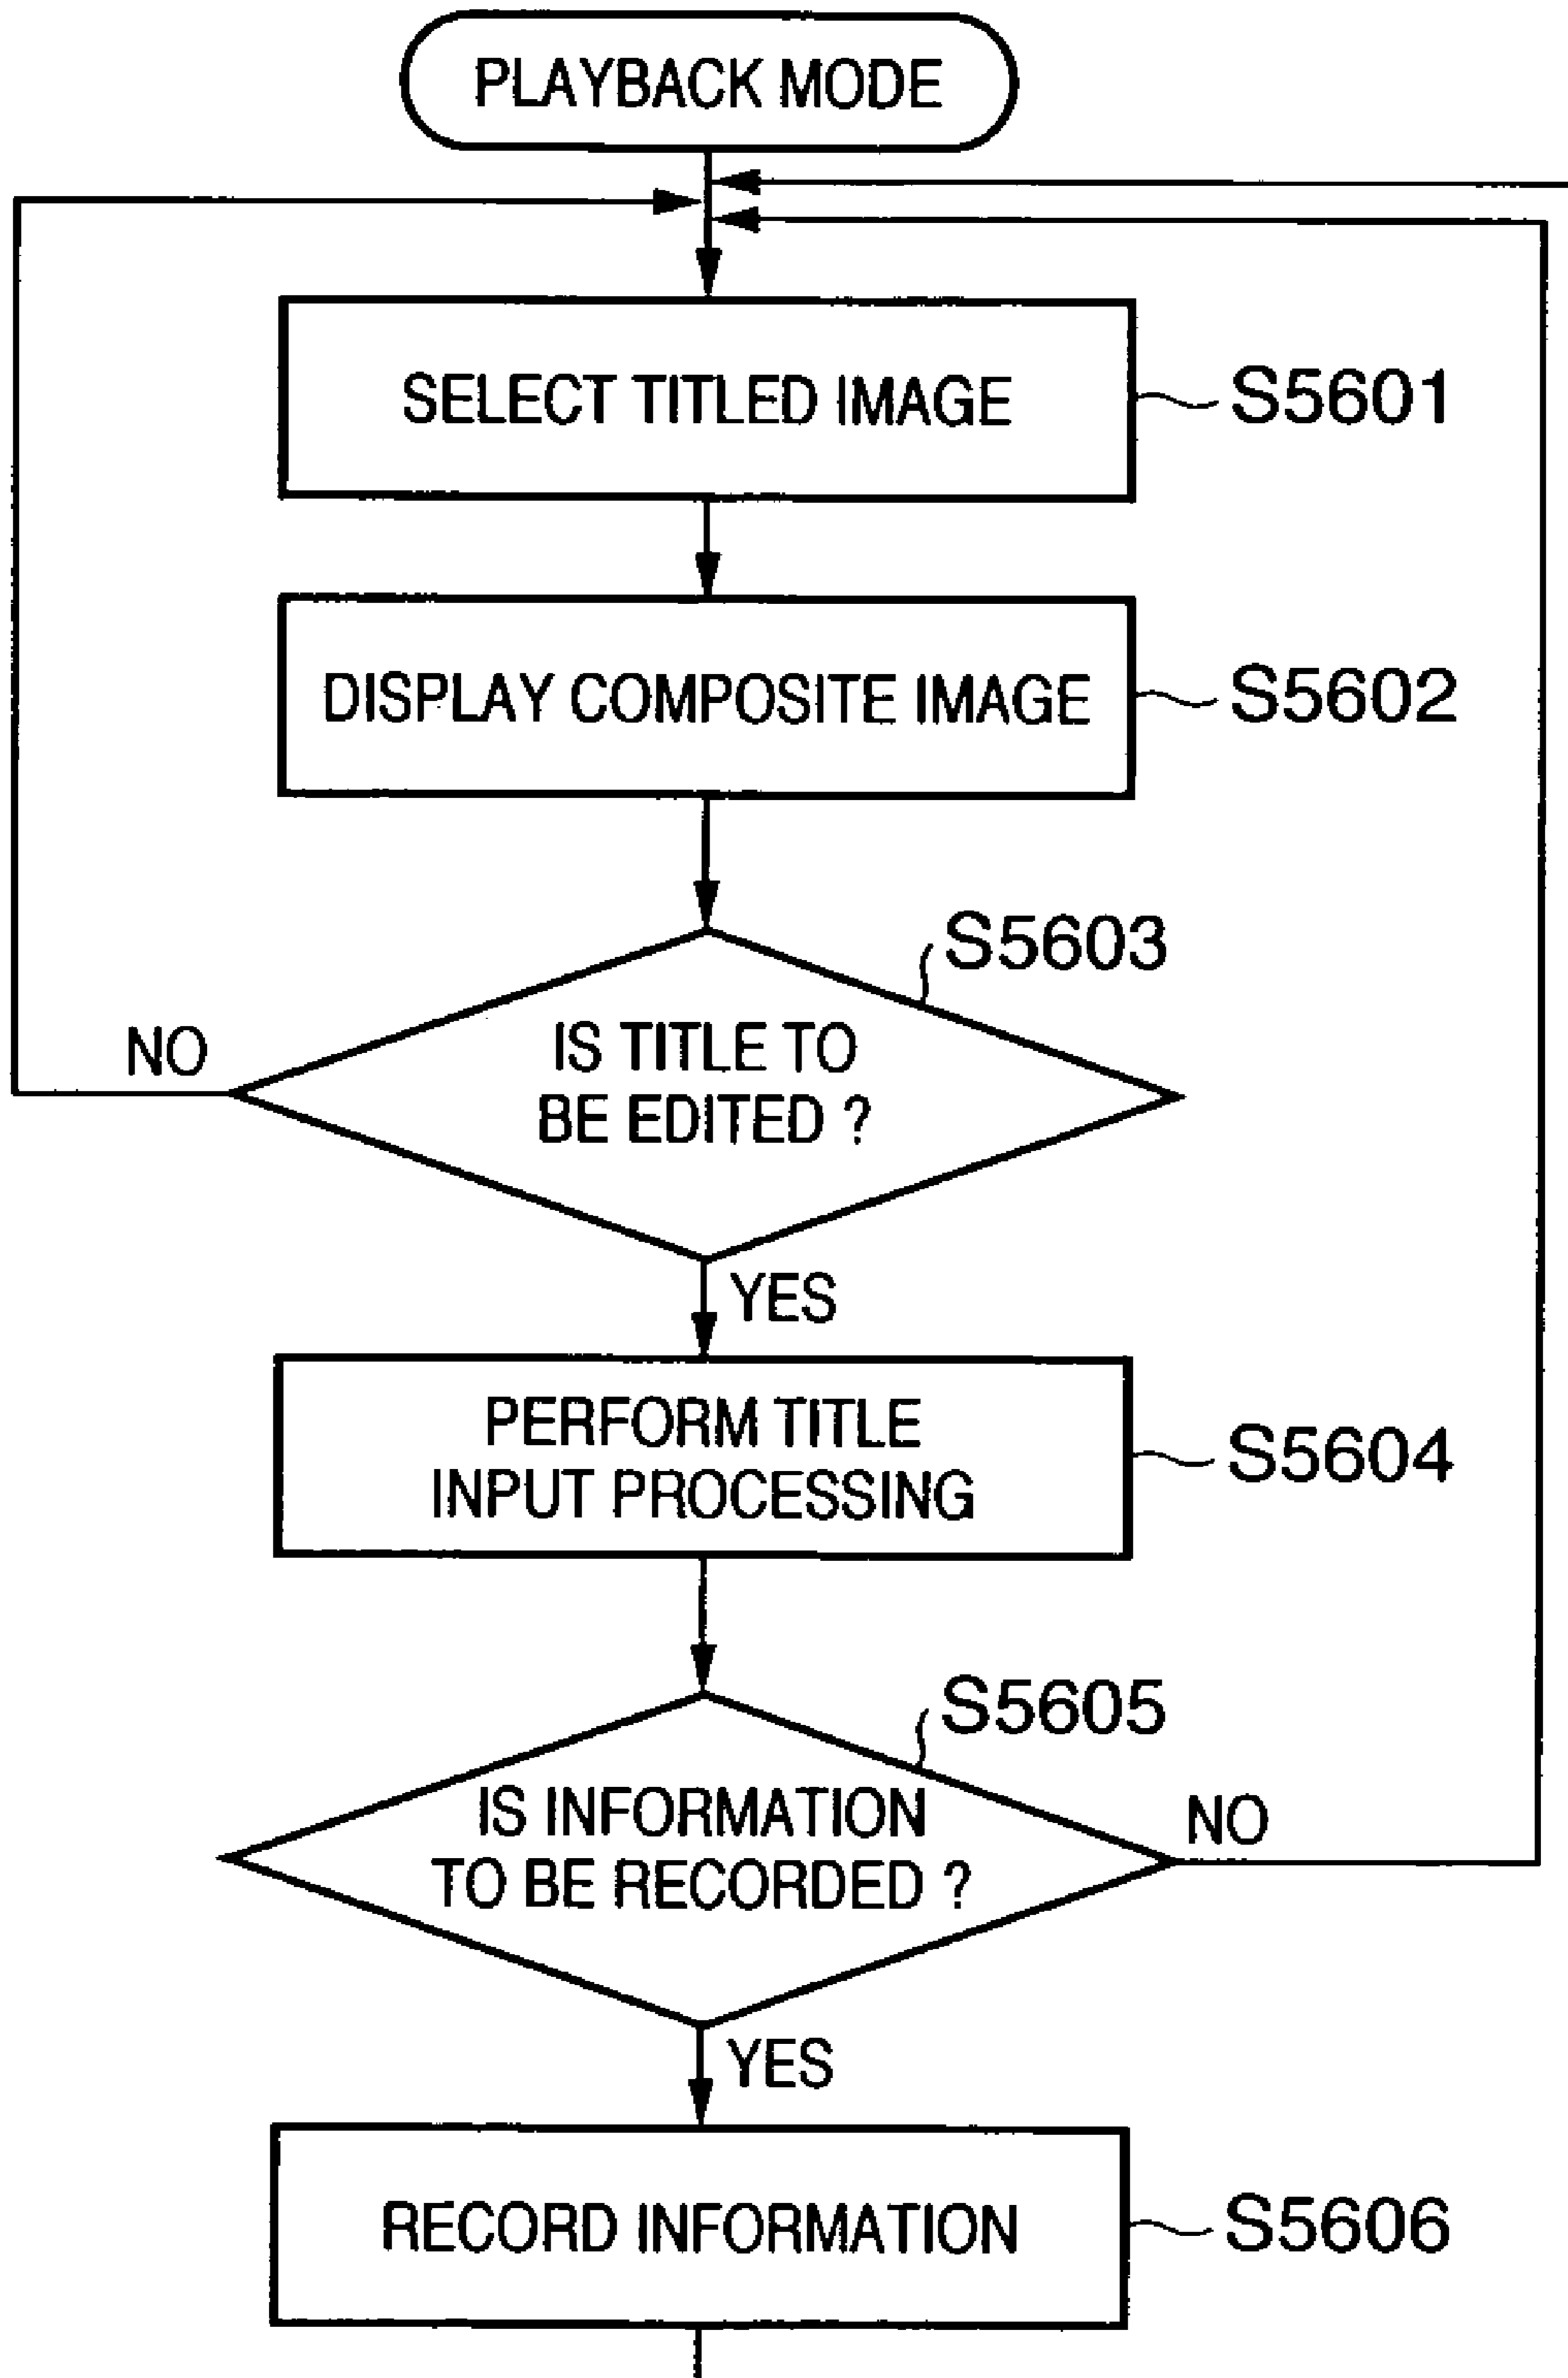 PLAYBACK MODE
SELECT TITLED IMAGE
S5601
DISPLAY COMPOSITE IMAGE
S5602
S5603
IS TITLE TO
BE EDITED ?
NO
YES
PERFORM TITLE
INPUT PROCESSING
S5604
S5605
IS INFORMATION
TO BE RECORDED ?
NO
YES
RECORD INFORMATION
S5606